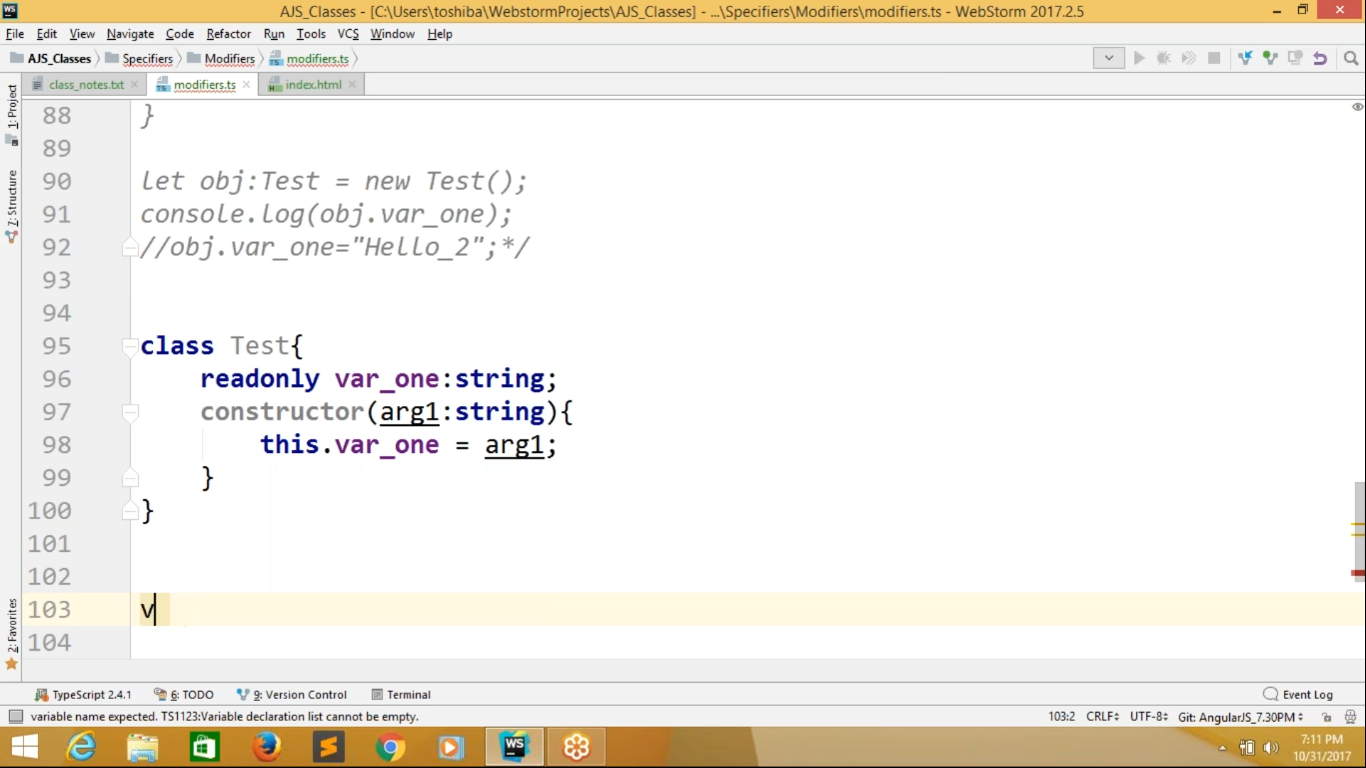 AJS_Classes - [C:\Users\toshiba\WebstormProjects\AJS_Classes] - ...\Specifiers\Modifiers\modifiers.ts - WebStorm 2017.2.5
File Edit View Navigate Code Refactor Run Tools VCS Window Help
AJS_Classes Specifiers Modifiers modifiers.ts
class_notes.txt modifiers.ts index.html
1: Project
7: Structure
2: Favorites
88 }
89
90 let obj:Test = new Test();
91 console.log(obj.var_one);
92 //obj.var_one="Hello_2";*/
93
94
95 class Test{
96 readonly var_one:string;
97 constructor(arg1:string){
98 this.var_one = arg1;
99 }
100 }
101
102
103 v
104
TypeScript 2.4.1 6: TODO 9: Version Control Terminal Event Log
variable name expected. TS1123:Variable declaration list cannot be empty. 103:2 CRLF UTF-8 Git: AngularJS_7.30PM
WS
7:11 PM
10/31/2017